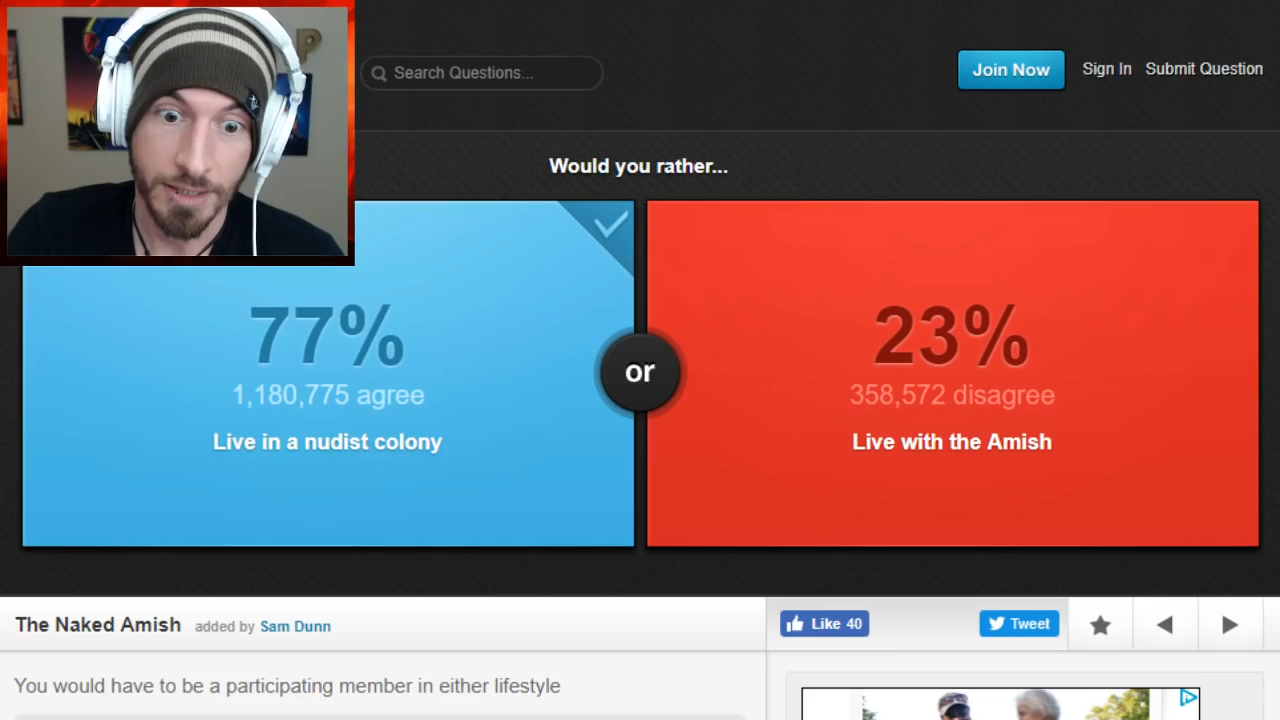 Search Questions...
Join Now
Sign In
Submit Question
Would you rather...
77%
1,180,775 agree
Live in a nudist colony
or
23%
358,572 disagree
Live with the Amish
The Naked Amish added by Sam Dunn
Like 40
Tweet
You would have to be a participating member in either lifestyle
P